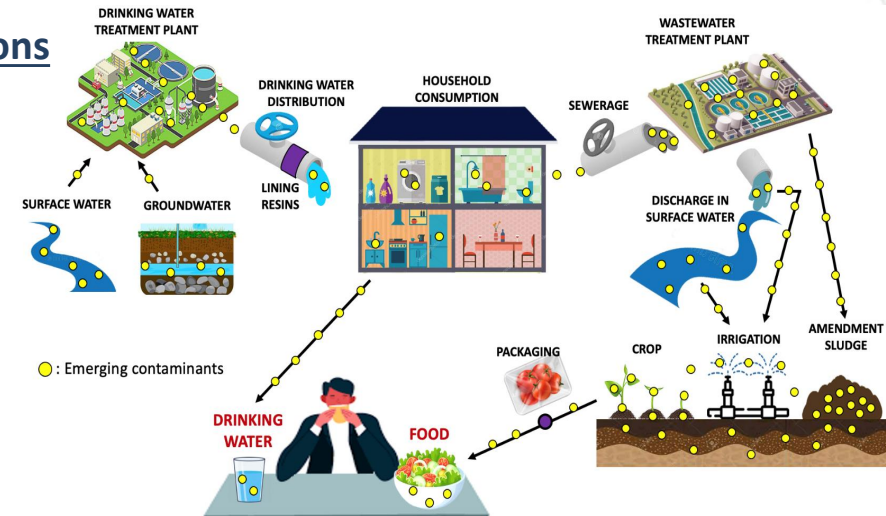 ons
DRINKING WATER
TREATMENT PLANT
WASTEWATER
TREATMENT PLANT
DRINKING WATER
DISTRIBUTION
HOUSEHOLD
CONSUMPTION
SEWERAGE
LINING
RESINS
SURFACE WATER
GROUNDWATER
DISCHARGE IN
SURFACE WATER
: Emerging contaminants
PACKAGING
CROP
IRRIGATION
AMENDMENT
SLUDGE
DRINKING
WATER
FOOD